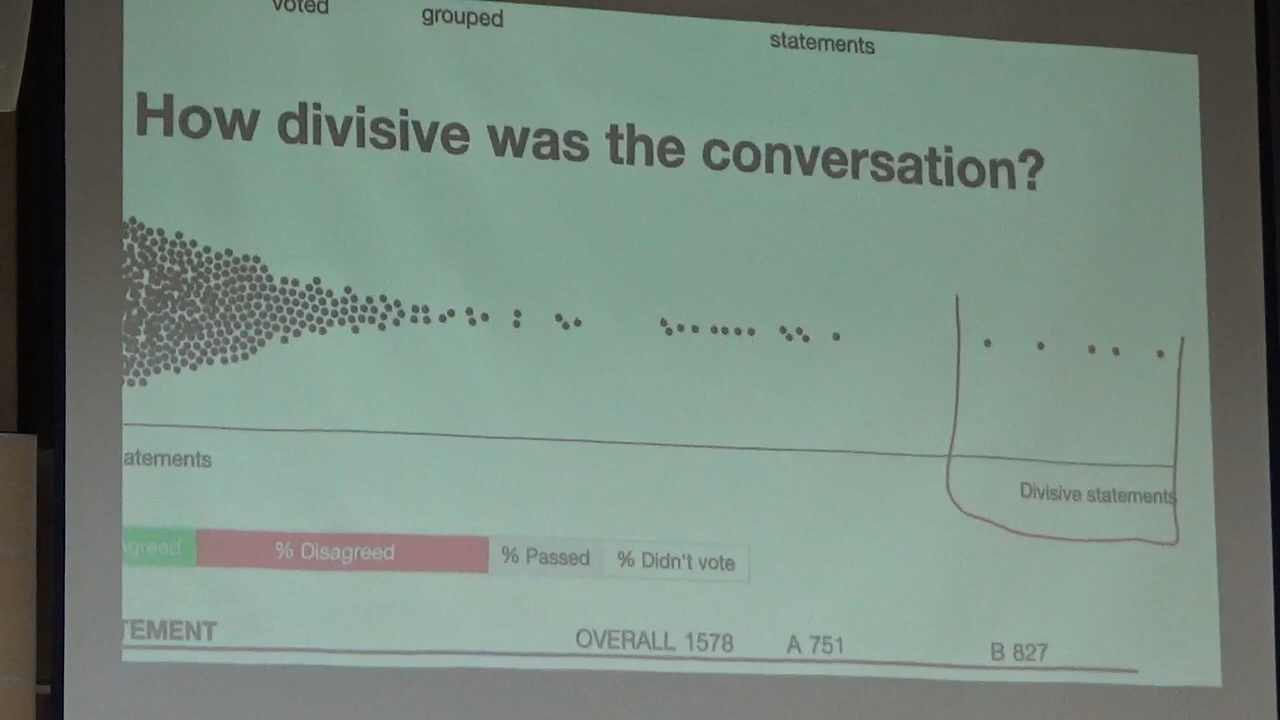 voted
grouped
statements
How divisive was the conversation?
atements
Divisive statements
greed
% Disagreed
% Passed
% Didn't vote
TEMENT
OVERALL 1578
A 751
B 827